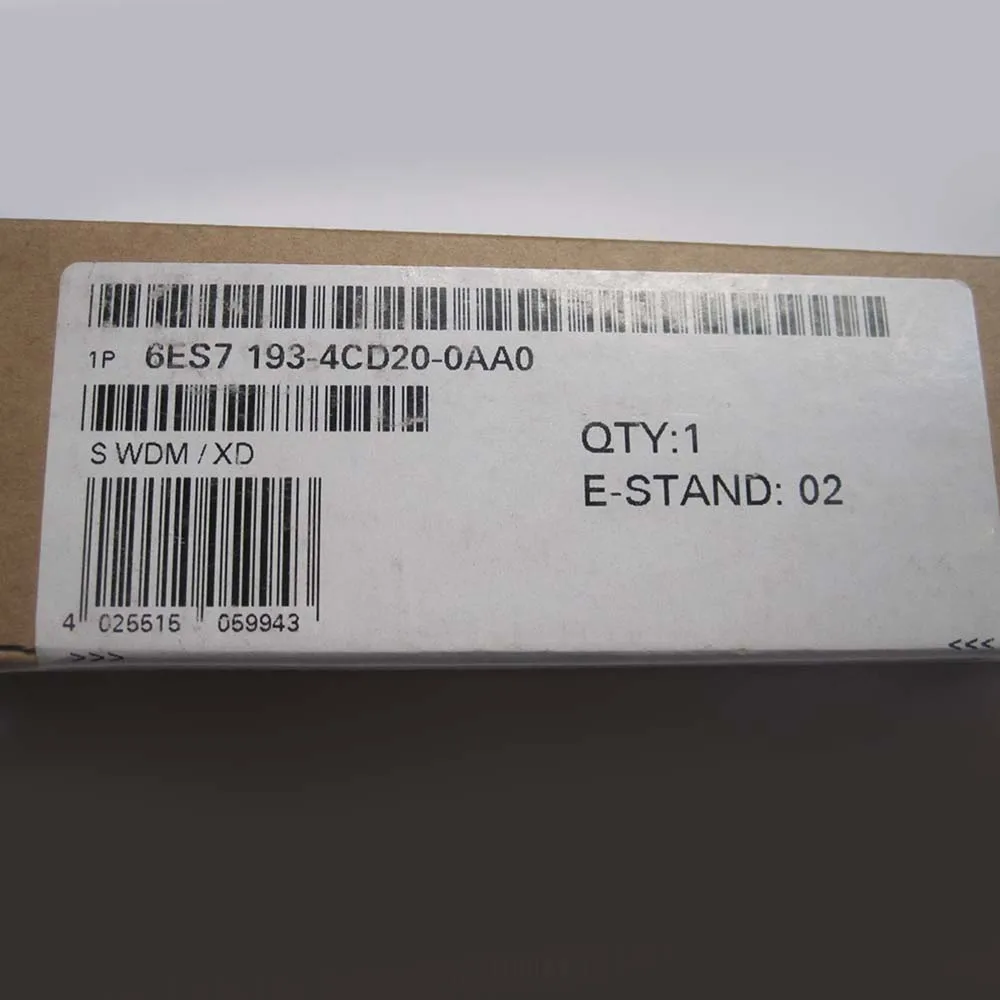 1P 6ES7 193-4CD20-0AA0
S WDM / XD
QTY:1
E-STAND: 02
4 025515 059943
>>> <<<